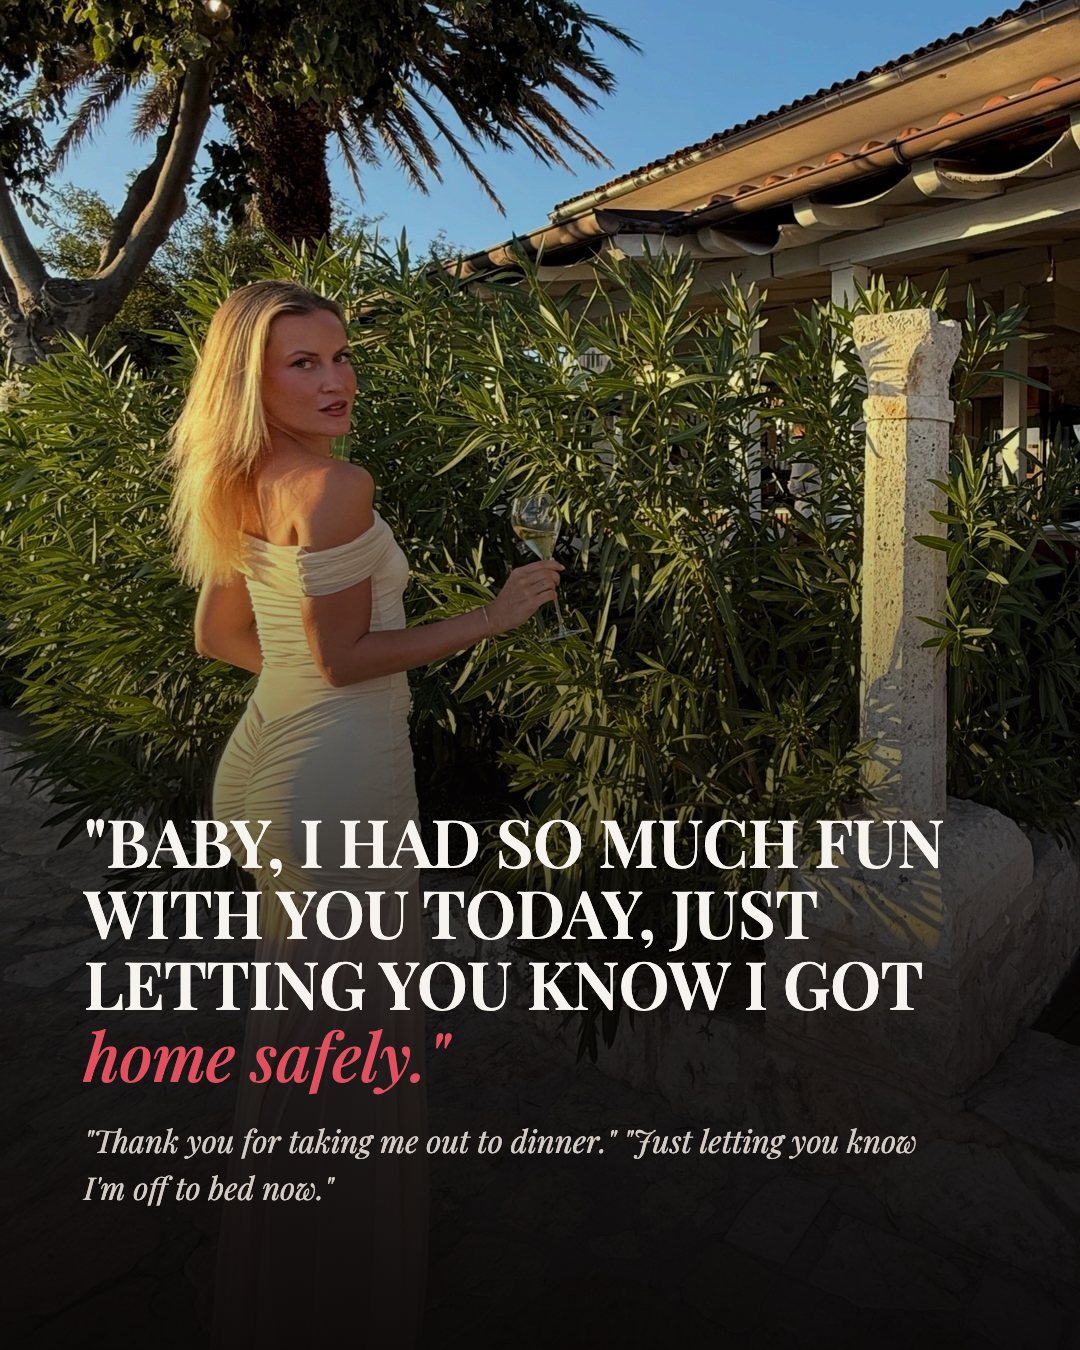 "BABY, I HAD SO MUCH FUN
WITH YOU TODAY, JUST
LETTING YOU KNOW I GOT
home safely."
"Thank you for taking me out to dinner." "Just letting you know
I'm off to bed now."